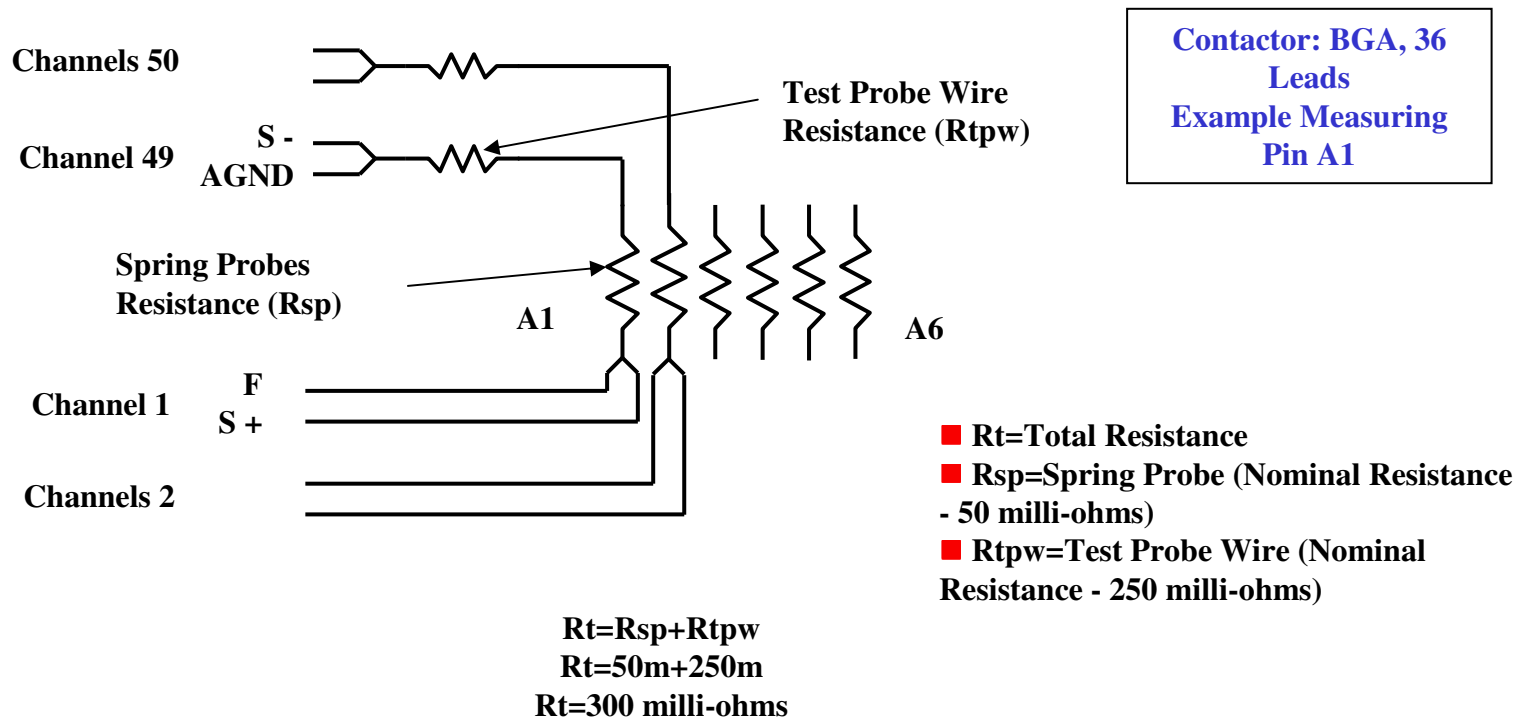 Contactor: BGA, 36
Leads
Example Measuring
Pin A1
Channels 50
Test Probe Wire
Resistance (Rtpw)
Channel 49
S -
AGND
Spring Probes
Resistance (Rsp)
A1
A6
Channel 1
F
S +
Channels 2
Rt=Total Resistance
Rsp=Spring Probe (Nominal Resistance
- 50 milli-ohms)
Rtpw=Test Probe Wire (Nominal
Resistance - 250 milli-ohms)
Rt=Rsp+Rtpw
Rt=50m+250m
Rt=300 milli-ohms